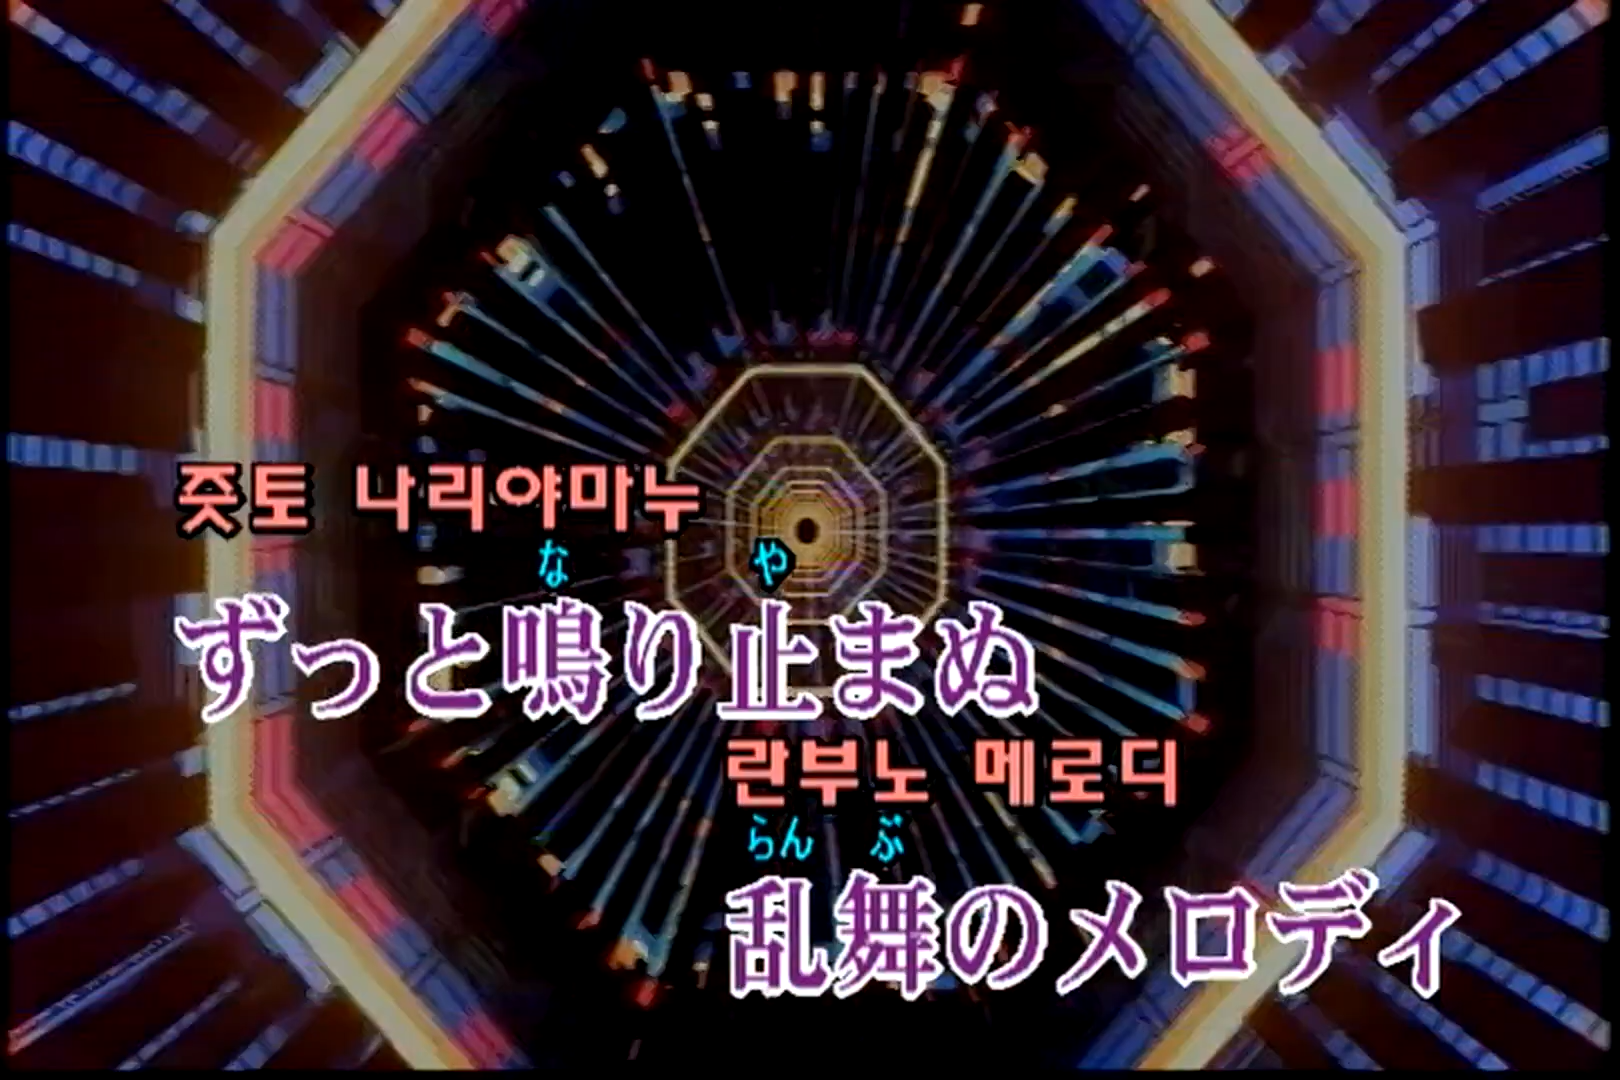 즛토 나리야마누
な や
ずっと鳴り止まぬ
란부노 메로디
らん ぶ
乱舞のメロディ